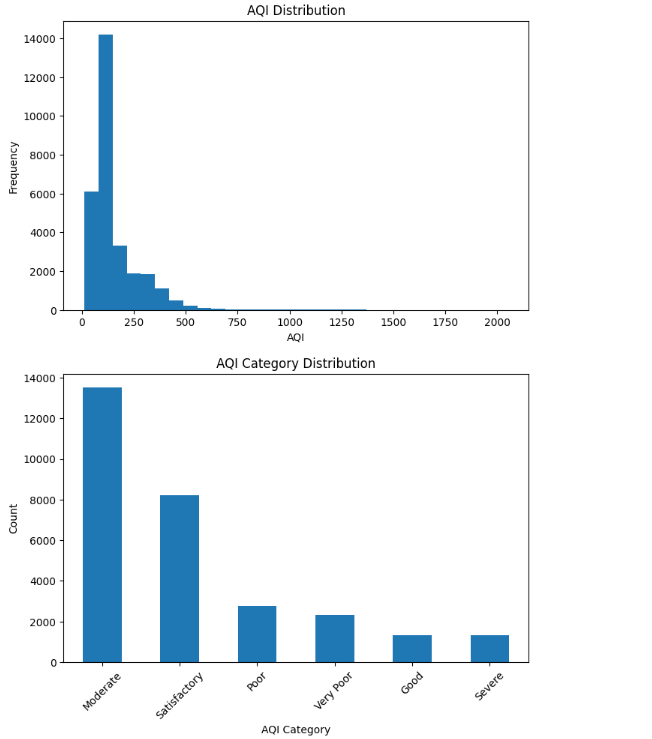 AQI Distribution
14000
12000
10000
8000
6000
4000
2000
0
Frequency
0 250 500 750 1000 1250 1500 1750 2000
AQI
AQI Category Distribution
14000
12000
10000
8000
6000
4000
2000
0
Count
Moderate Satisfactory Poor Very Poor Good Severe
AQI Category